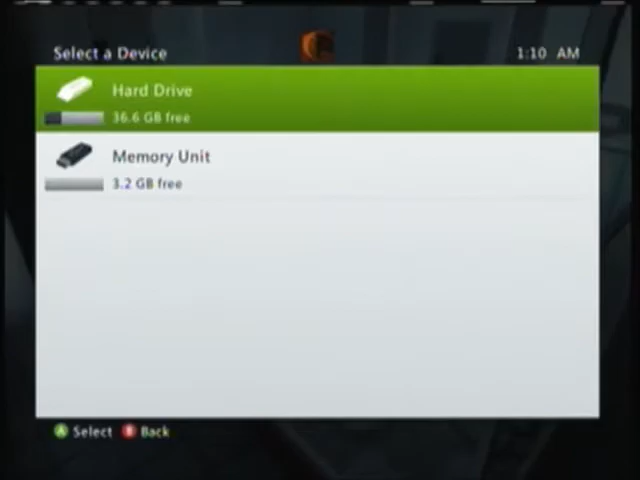 Select a Device
1:10 AM
Hard Drive
36.6 GB free
Memory Unit
3.2 GB free
A Select B Back